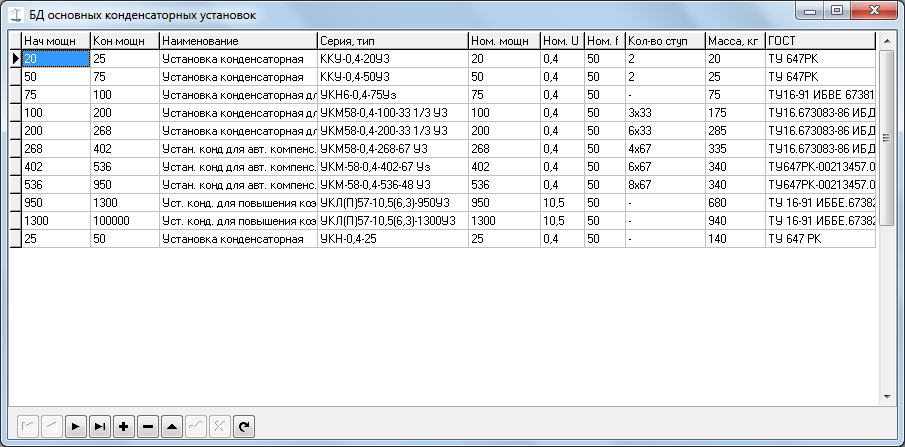 БД основных конденсаторных установок
Нач мощн Кон мощн Наименование Серия, тип Ном. мощн Ном. U Ном. f Кол-во ступ Масса, кг ГОСТ
20 25 Установка конденсаторная ККУ-0,4-20УЗ 20 0,4 50 2 20 ТУ 647РК
50 75 Установка конденсаторная ККУ-0,4-50УЗ 50 0,4 50 2 25 ТУ 647РК
75 100 Установка конденсаторная дл УКН6-0,4-75Уз 75 0,4 50 - 75 ТУ16-91 ИБВЕ 67381
100 200 Установка конденсаторная дл УКМ58-0,4-100-33 1/3 УЗ 100 0,4 50 3х33 175 ТУ16.673083-86 ИБД
200 268 Установка конденсаторная дл УКМ58-0,4-200-33 1/3 УЗ 200 0,4 50 6х33 285 ТУ16.673083-86 ИБД
268 402 Устан. конд для авт. компенс. УКМ58-0,4-268-67 УЗ 268 0,4 50 4х67 335 ТУ16.673083-86 ИБД
402 536 Устан. конд для авт. компенс. УКМ-58-0,4-402-67 Уз 402 0,4 50 6х67 340 ТУ647РК-00213457.0
536 950 Устан. конд для авт. компенс. УКМ-58-0,4-536-48 УЗ 536 0,4 50 8х67 340 ТУ647РК-00213457.0
950 1300 Уст. конд. для повышения коэ УКЛ(П)57-10,5(6,3)-950УЗ 950 10,5 50 - 680 ТУ 16-91 ИББЕ.67382
1300 100000 Уст. конд. для повышения коэ УКЛ(П)57-10,5(6,3)-1300УЗ 1300 10,5 50 - 940 ТУ 16-91 ИББЕ.67382
25 50 Установка конденсаторная УКН-0,4-25 25 0,4 50 - 140 ТУ 647 РК